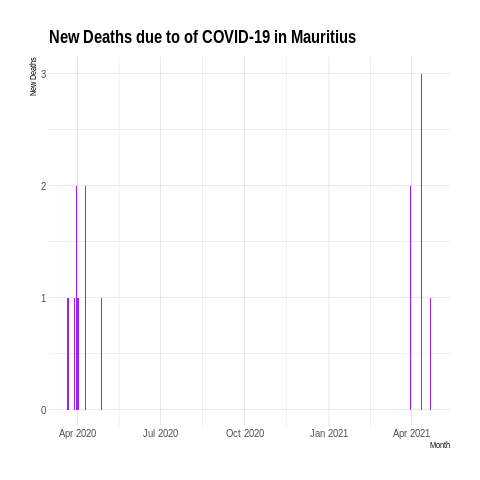 New Deaths due to of COVID-19 in Mauritius
New Deaths
3
2
1
0
Apr 2020 Jul 2020 Oct 2020 Jan 2021 Apr 2021
Month